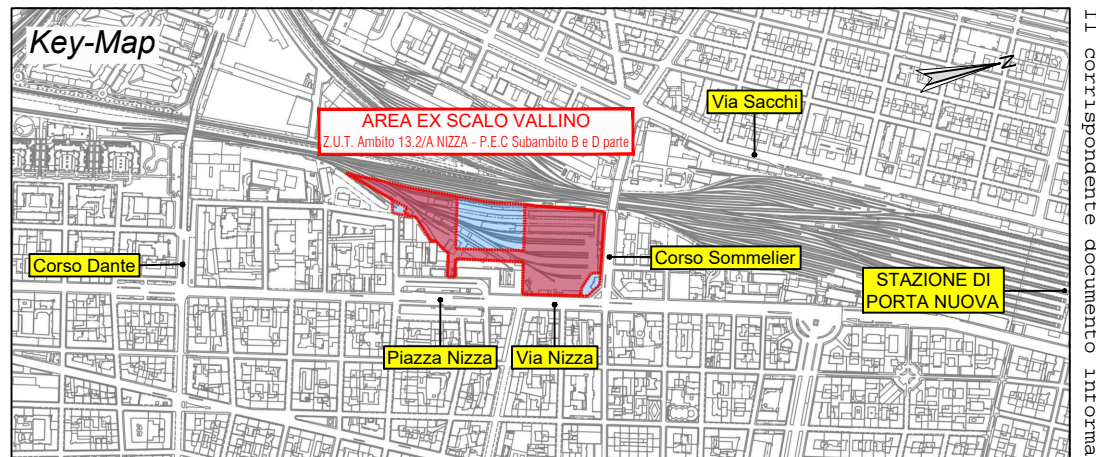 Key-Map
AREA EX SCALO VALLINO
Z.U.T. Ambito 13.2/A NIZZA - P.E.C Subambito B e D parte
Via Sacchi
N
Corso Dante
Corso Sommelier
STAZIONE DI
PORTA NUOVA
Piazza Nizza
Via Nizza
Il corrispondente documento informa